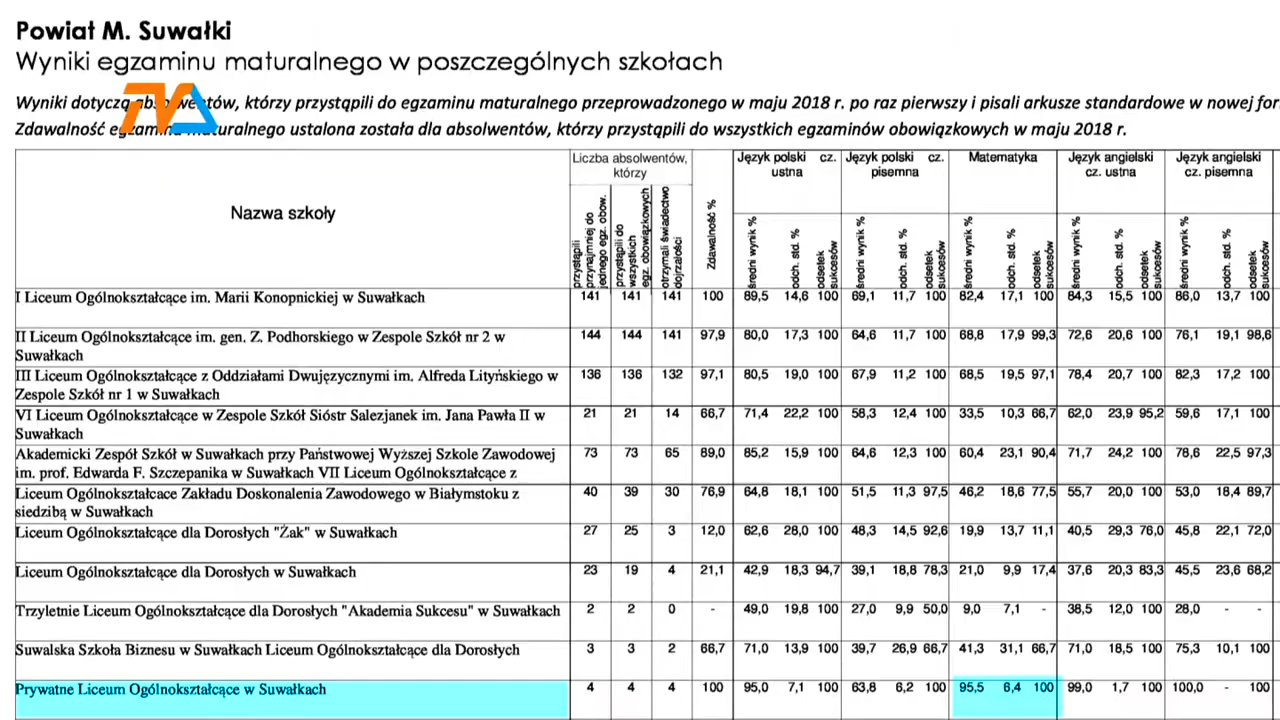 Powiat M. Suwałki
Wyniki egzaminu maturalnego w poszczególnych szkołach
Wyniki dotyczą absolwentów, którzy przystąpili do egzaminu maturalnego przeprowadzonego w maju 2018 r. po raz pierwszy i pisali arkusze standardowe w nowej for
Zdawalność egzaminu maturalnego ustalona została dla absolwentów, którzy przystąpili do wszystkich egzaminów obowiązkowych w maju 2018 r.
TVA
Nazwa szkoły
Liczba absolwentów,
którzy
przystąpili
przynajmniej do
jednego egz. obow.
przystąpili do
wszystkich
egz. obowiązkowych
otrzymali świadectwo
dojrzałości
Zdawalność %
Język polski cz.
ustna
Język polski cz.
pisemna
Matematyka
Język angielski
cz. ustna
Język angielski
cz. pisemna
średni wynik %
odch. std. %
odsetek
sukcesów
średni wynik %
odch. std. %
odsetek
sukcesów
średni wynik %
odch. std. %
odsetek
sukcesów
średni wynik %
odch. std. %
odsetek
sukcesów
średni wynik %
odch. std. %
odsetek
sukcesów
I Liceum Ogólnokształcące im. Marii Konopnickiej w Suwałkach 141 141 141 100 89,5 14,6 100 69,1 11,7 100 82,4 17,1 100 84,3 15,5 100 86,0 13,7 100
II Liceum Ogólnokształcące im. gen. Z. Podhorskiego w Zespole Szkół nr 2 w 144 144 141 97,9 80,0 17,3 100 64,6 11,7 100 68,8 17,9 99,3 72,6 20,6 100 76,1 19,1 98,6
Suwałkach
III Liceum Ogólnokształcące z Oddziałami Dwujęzycznymi im. Alfreda Lityńskiego w 136 136 132 97,1 80,5 19,0 100 67,9 11,2 100 68,5 19,5 97,1 78,4 20,7 100 82,3 17,2 100
Zespole Szkół nr 1 w Suwałkach
VI Liceum Ogólnokształcące w Zespole Szkół Sióstr Salezjanek im. Jana Pawła II w 21 21 14 66,7 71,4 22,2 100 58,3 12,4 100 33,5 10,3 66,7 62,0 23,9 95,2 59,6 17,1 100
Suwałkach
Akademicki Zespół Szkół w Suwałkach przy Państwowej Wyższej Szkole Zawodowej 73 73 65 89,0 85,2 15,9 100 64,6 12,3 100 60,4 23,1 90,4 71,7 24,2 100 78,6 22,5 97,3
im. prof. Edwarda F. Szczepanika w Suwałkach VII Liceum Ogólnokształcące z
Liceum Ogólnokształcace Zakładu Doskonalenia Zawodowego w Białymstoku z 40 39 30 76,9 64,8 18,1 100 51,5 11,3 97,5 46,2 18,6 77,5 55,7 20,0 100 53,0 18,4 89,7
siedzibą w Suwałkach
Liceum Ogólnokształcące dla Dorosłych "Żak" w Suwałkach 27 25 3 12,0 62,6 28,0 100 48,3 14,5 92,6 19,9 13,7 11,1 40,5 29,3 76,0 45,8 22,1 72,0
Liceum Ogólnokształcące dla Dorosłych w Suwałkach 23 19 4 21,1 42,9 18,3 94,7 39,1 18,8 78,3 21,0 9,9 17,4 37,6 20,3 83,3 45,5 23,6 68,2
Trzyletnie Liceum Ogólnokształcące dla Dorosłych "Akademia Sukcesu" w Suwałkach 2 2 0 - 49,0 19,8 100 27,0 9,9 50,0 9,0 7,1 - 38,5 12,0 100 28,0 - -
Suwalska Szkoła Biznesu w Suwałkach Liceum Ogólnokształcące dla Dorosłych 3 3 2 66,7 71,0 13,9 100 39,7 26,9 66,7 41,3 31,1 66,7 71,0 18,5 100 75,3 10,1 100
Prywatne Liceum Ogólnokształcące w Suwałkach 4 4 4 100 95,0 7,1 100 63,8 6,2 100 95,5 6,4 100 99,0 1,7 100 100,0 - 100